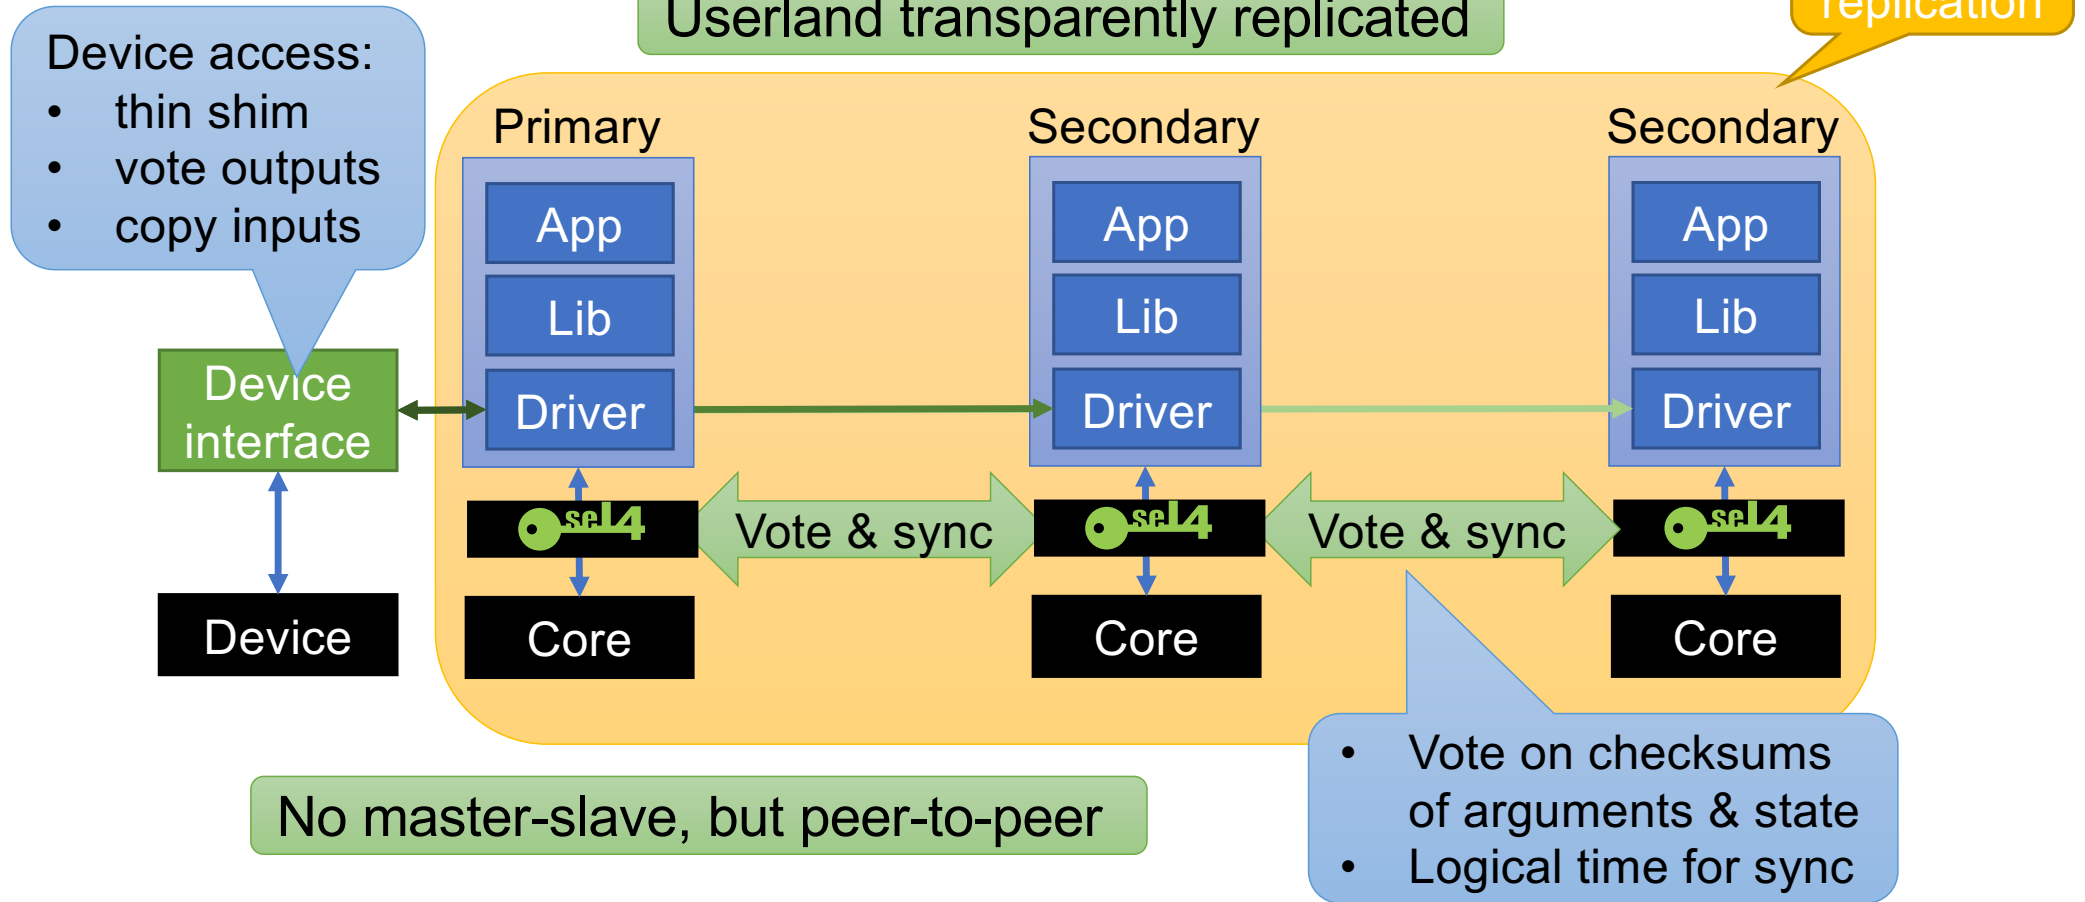 Userland transparently replicated
replication
Device access:
• thin shim
• vote outputs
• copy inputs
Primary
Secondary
Secondary
App
App
App
Lib
Lib
Lib
Device
interface
Driver
Driver
Driver
seL4
Vote & sync
seL4
Vote & sync
seL4
Device
Core
Core
Core
• Vote on checksums
of arguments & state
• Logical time for sync
No master-slave, but peer-to-peer